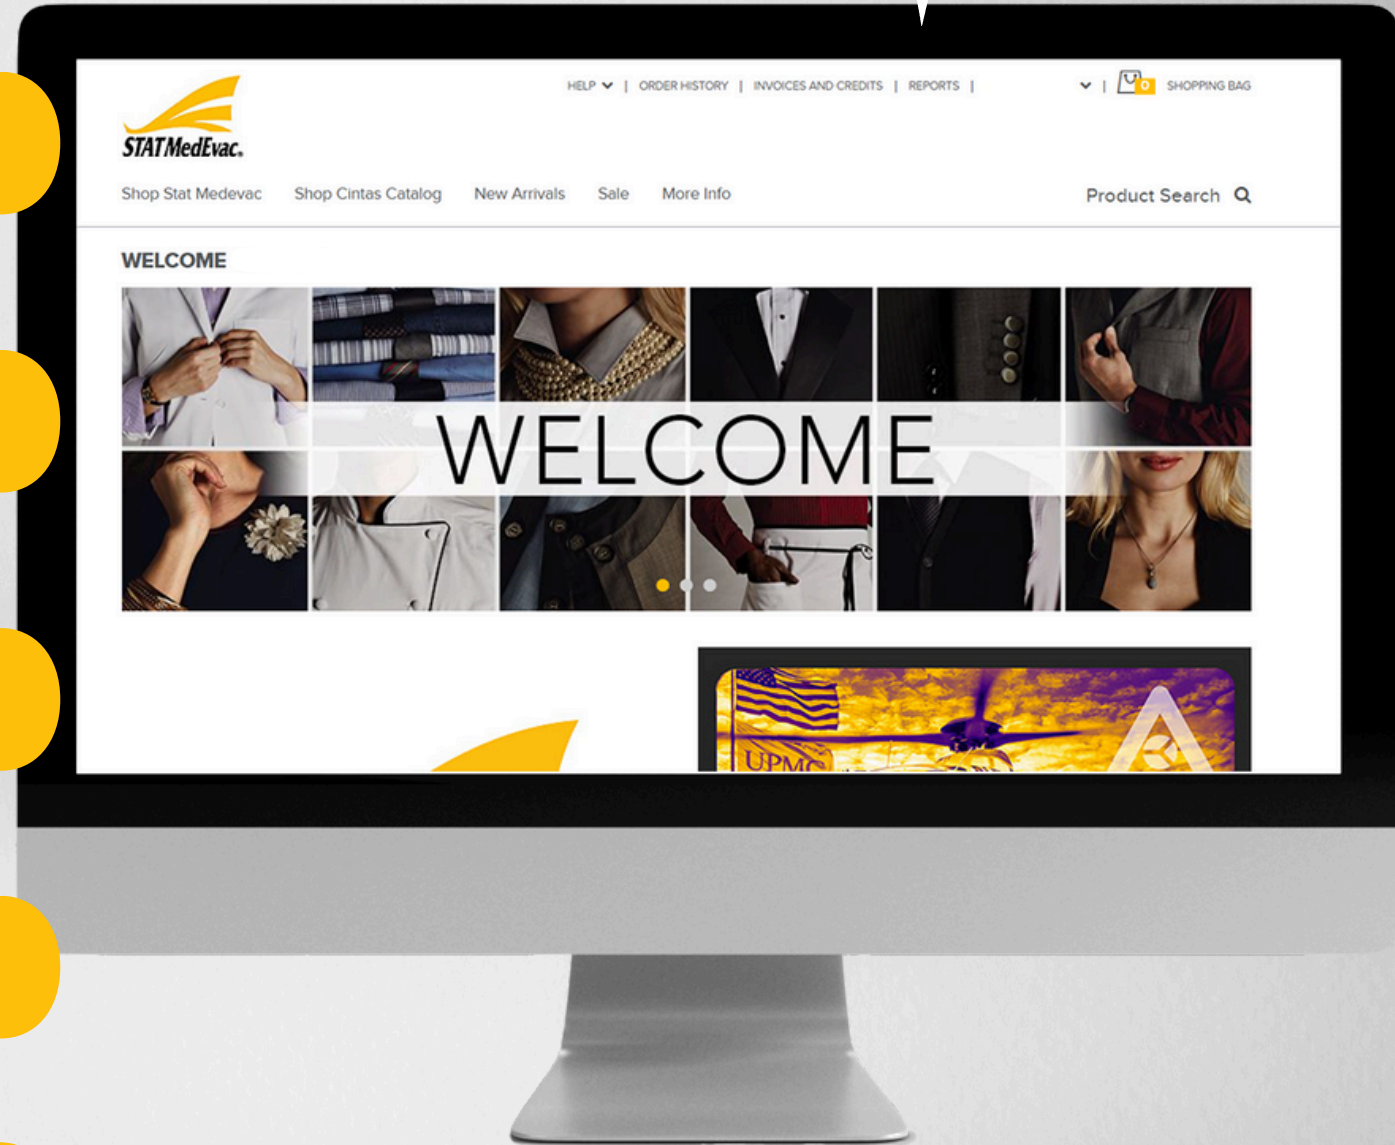 HELP | ORDER HISTORY | INVOICES AND CREDITS | REPORTS | | 0 SHOPPING BAG
STATMedEvac.
Shop Stat Medevac Shop Cintas Catalog New Arrivals Sale More Info Product Search
WELCOME
WELCOME
UPMC